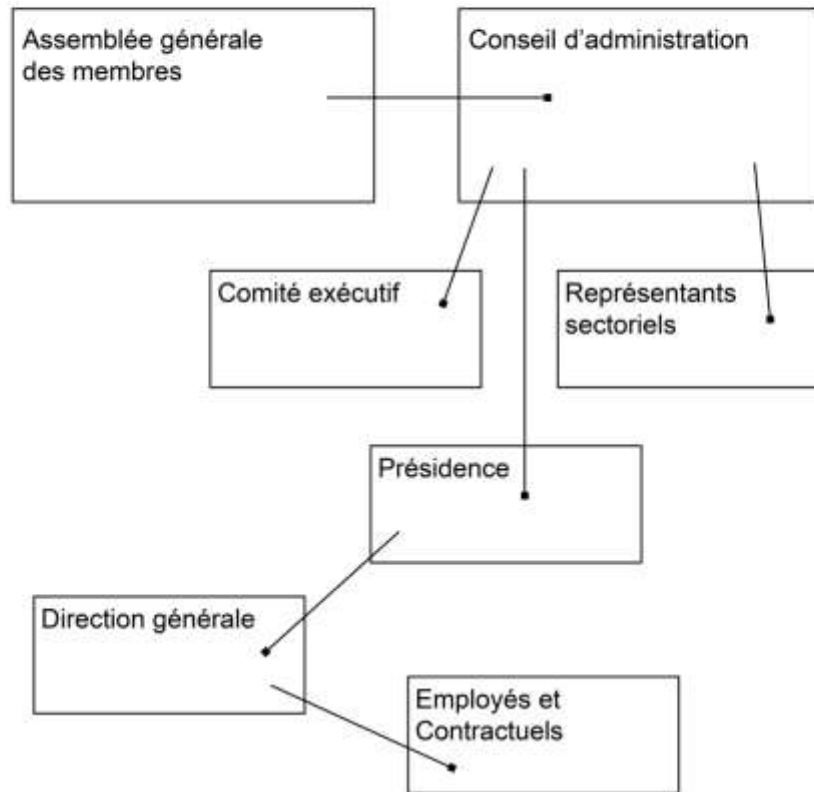 Assemblée générale
des membres
Conseil d'administration
Comité exécutif
Représentants
sectoriels
Présidence
Direction générale
Employés et
Contractuels